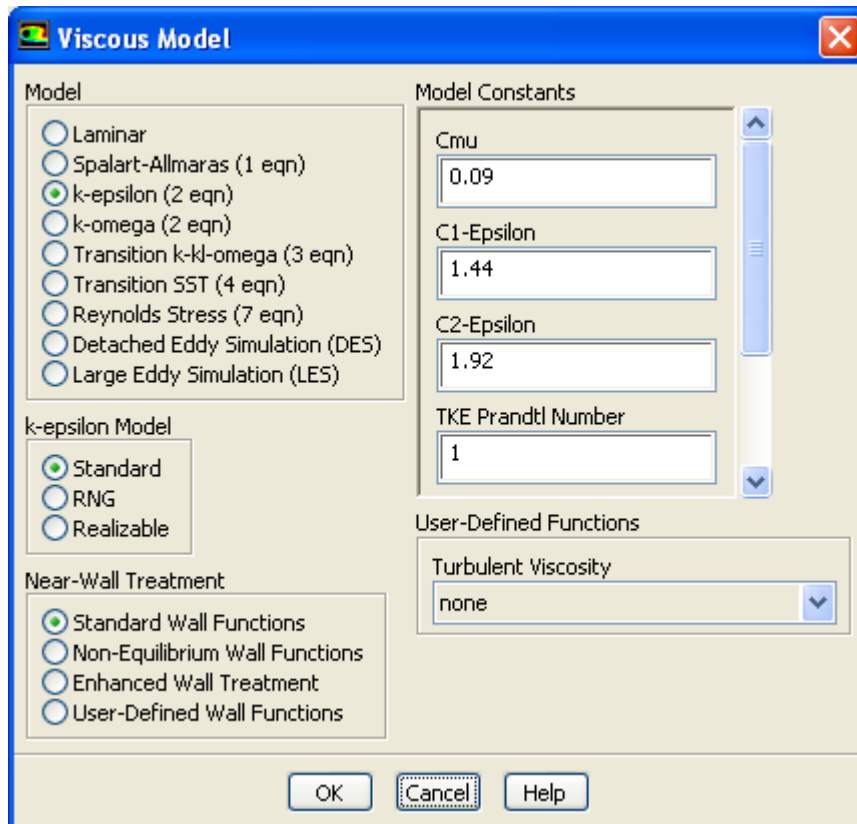 Viscous Model
Model
Laminar
Spalart-Allmaras (1 eqn)
k-epsilon (2 eqn)
k-omega (2 eqn)
Transition k-kl-omega (3 eqn)
Transition SST (4 eqn)
Reynolds Stress (7 eqn)
Detached Eddy Simulation (DES)
Large Eddy Simulation (LES)
k-epsilon Model
Standard
RNG
Realizable
Near-Wall Treatment
Standard Wall Functions
Non-Equilibrium Wall Functions
Enhanced Wall Treatment
User-Defined Wall Functions
Model Constants
Cmu
0.09
C1-Epsilon
1.44
C2-Epsilon
1.92
TKE Prandtl Number
1
User-Defined Functions
Turbulent Viscosity
none
OK
Cancel
Help